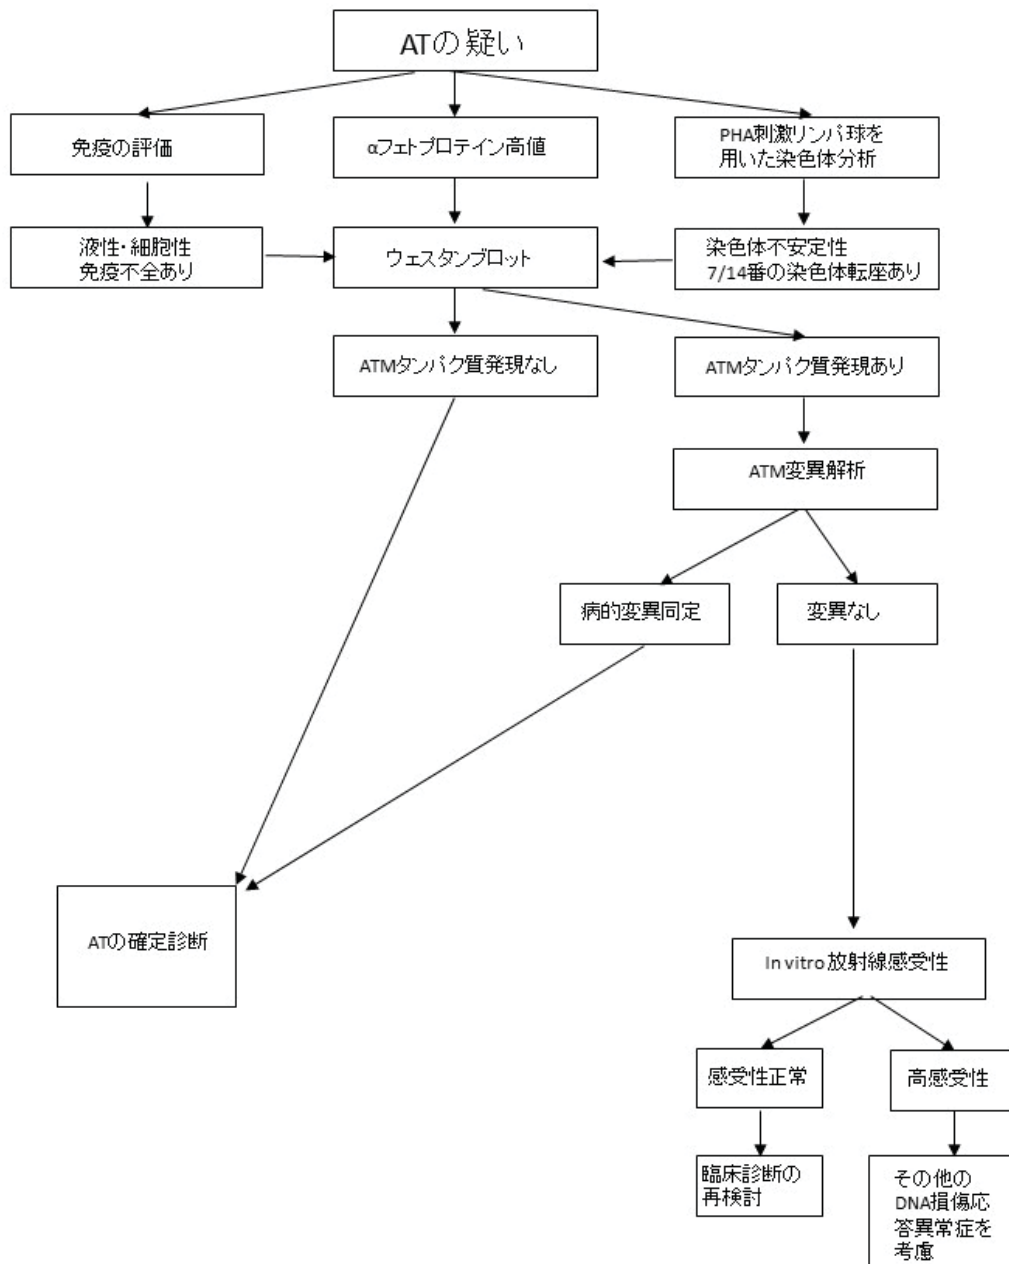 ATの疑い
免疫の評価
αフェトプロテイン高値
PHA刺激リンパ球を
用いた染色体分析
液性・細胞性
免疫不全あり
ウェスタンブロット
染色体不安定性
7/14番の染色体転座あり
ATMタンパク質発現なし
ATMタンパク質発現あり
ATM変異解析
病的変異同定
変異なし
ATの確定診断
In vitro 放射線感受性
感受性正常
高感受性
臨床診断の
再検討
その他の
DNA損傷応
答異常症を
考慮